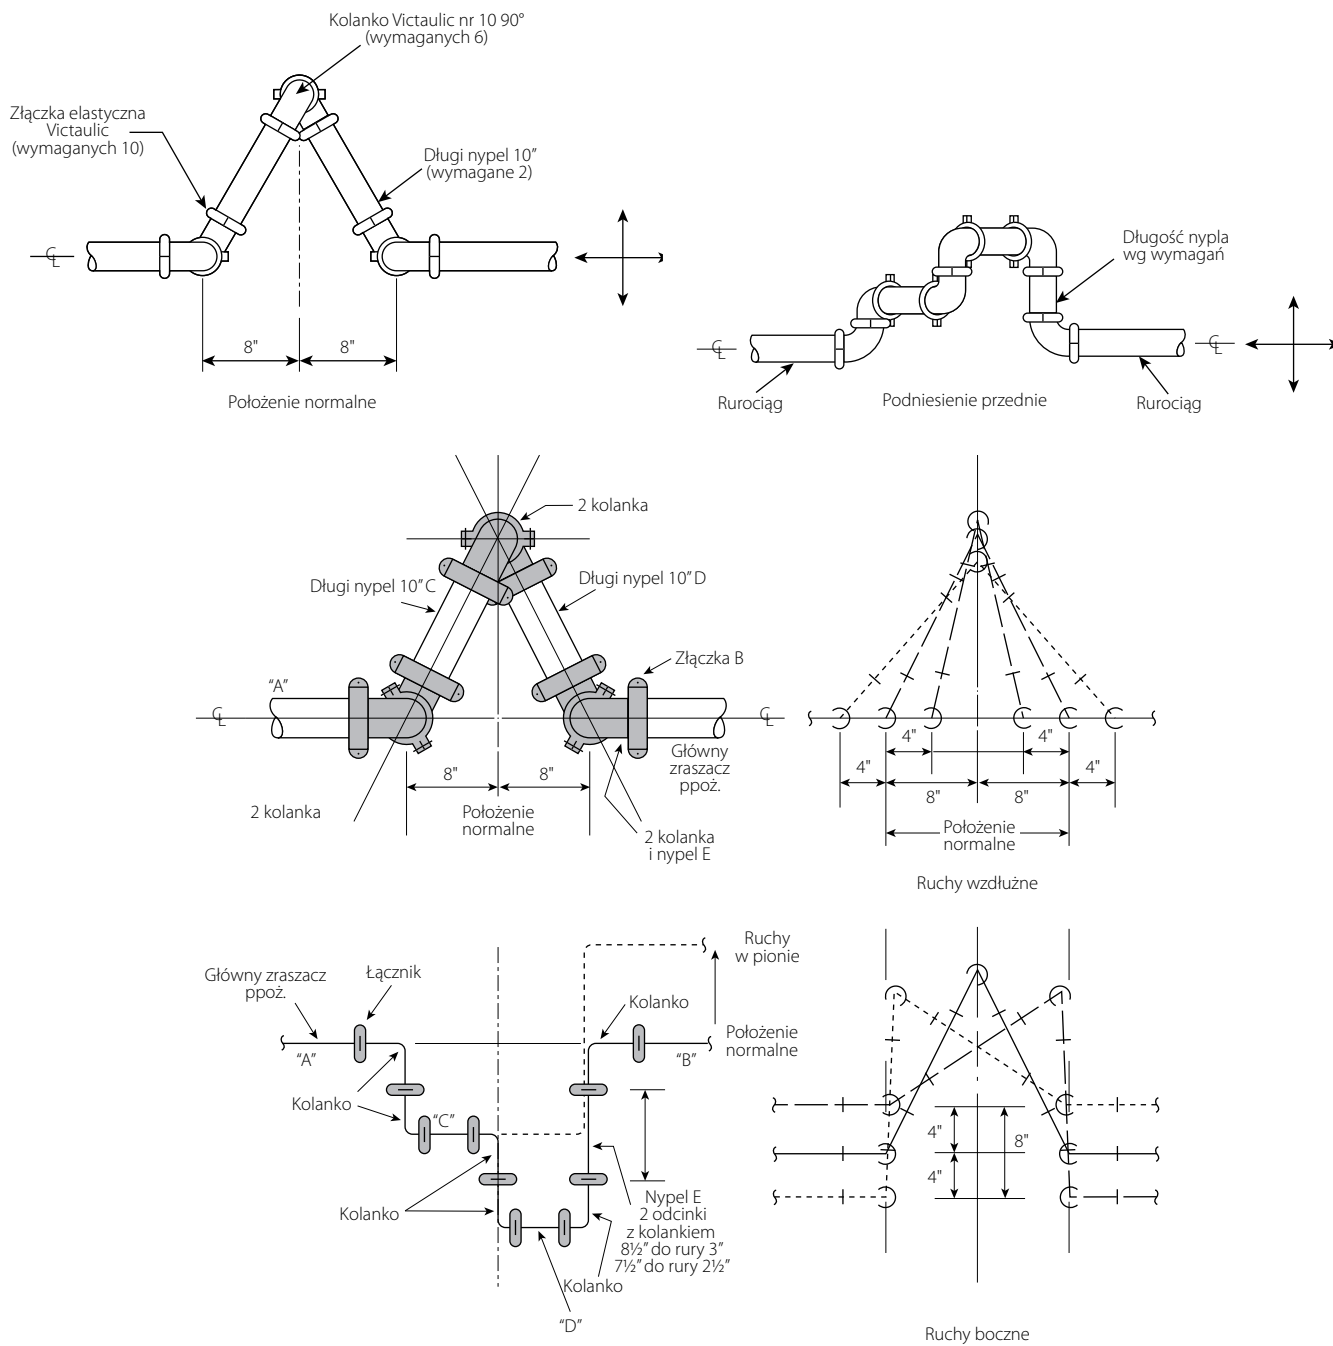 Kolanko Victaulic nr 10 90°
(wymaganych 6)
Złączka elastyczna
Victaulic
(wymaganych 10)
Długi nypel 10"
(wymagane 2)
℄
8"
8"
Położenie normalne
Długość nypla
wg wymagań
℄
℄
Rurociąg
Podniesienie przednie
Rurociąg
2 kolanka
Długi nypel 10" C
Długi nypel 10" D
Złączka B
“A”
℄
℄
Główny
zraszacz
ppoż.
8"
8"
2 kolanka
Położenie
normalne
2 kolanka
i nypel E
4"
4"
4"
4"
8"
8"
Położenie
normalne
Ruchy wzdłużne
Ruchy
w pionie
Główny zraszacz
ppoż.
Łącznik
Kolanko
Położenie
normalne
“A”
“B”
Kolanko
“C”
Kolanko
Nypel E
2 odcinki
z kolankiem
8½” do rury 3”
7½” do rury 2½”
Kolanko
“D”
4"
8"
4"
Ruchy boczne